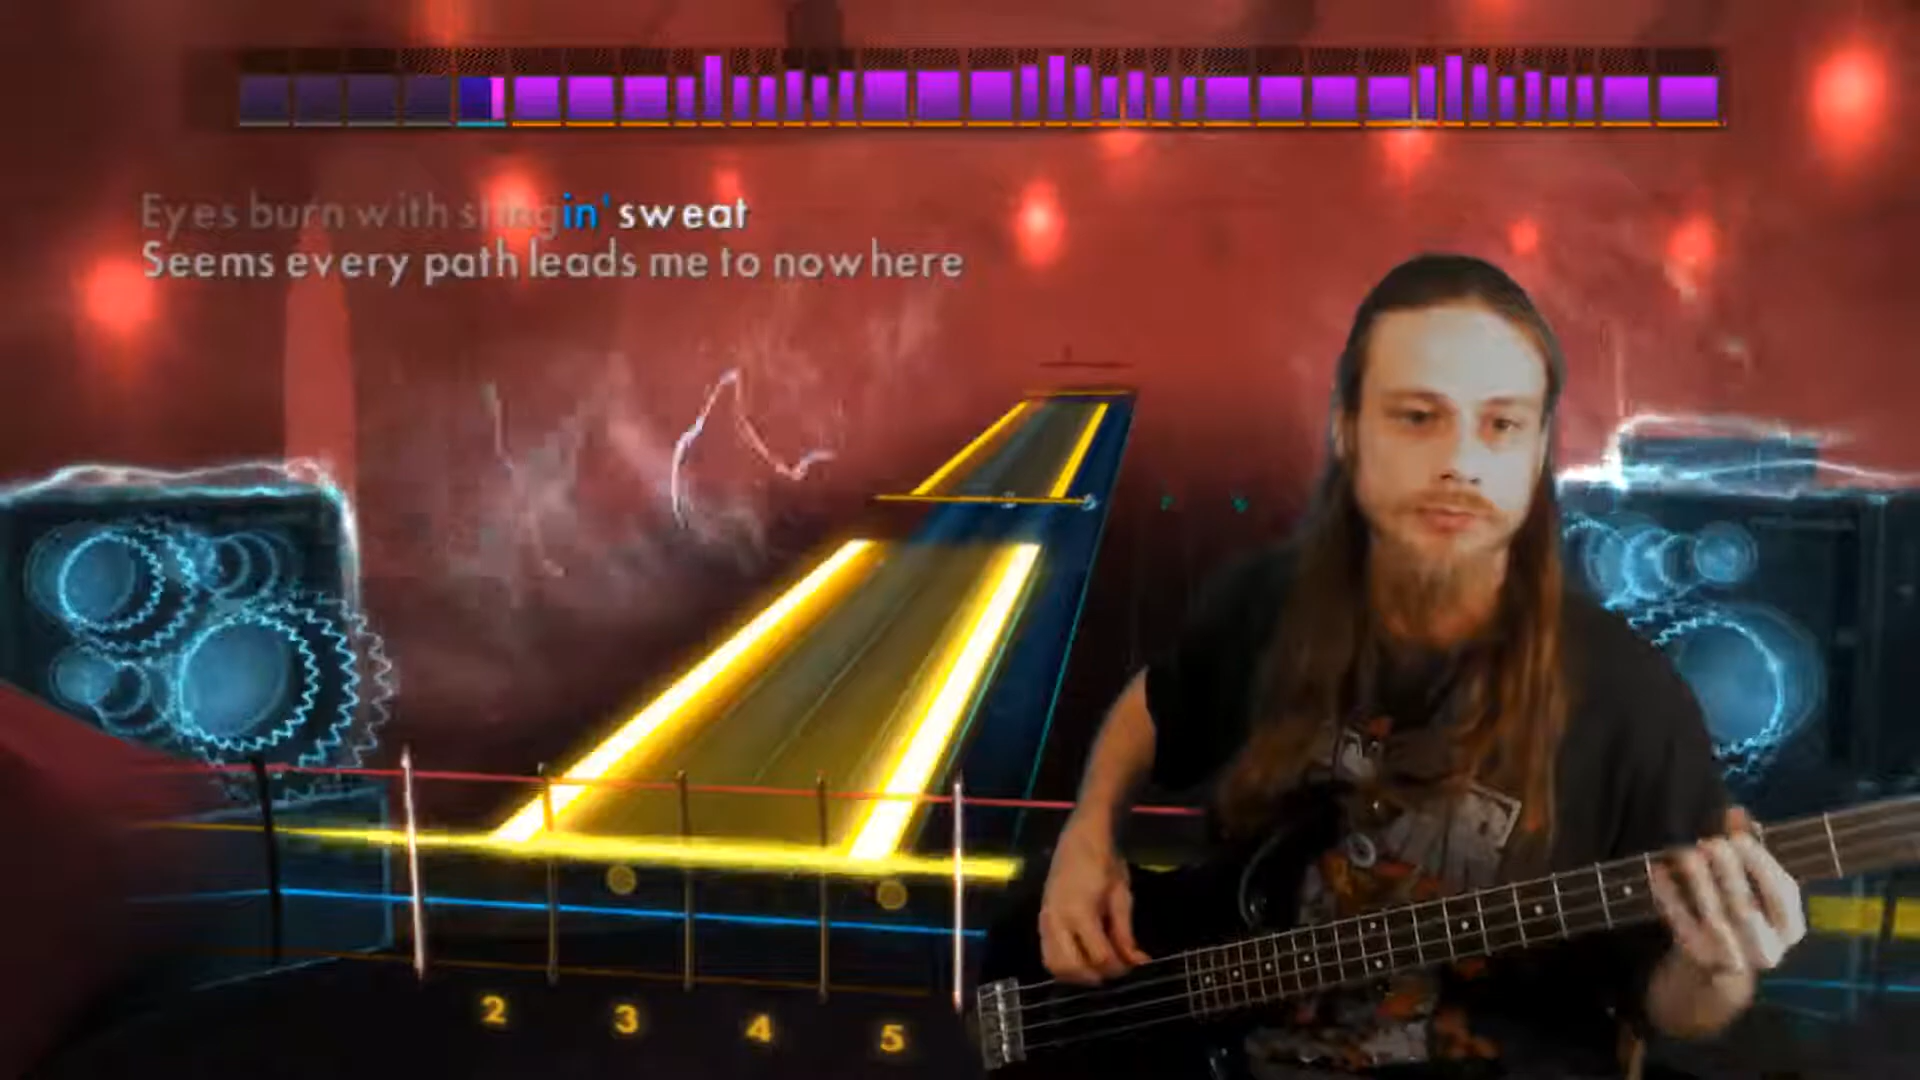 Eyes burn with stingin' sweat
Seems every path leads me to nowhere
2 3 4 5